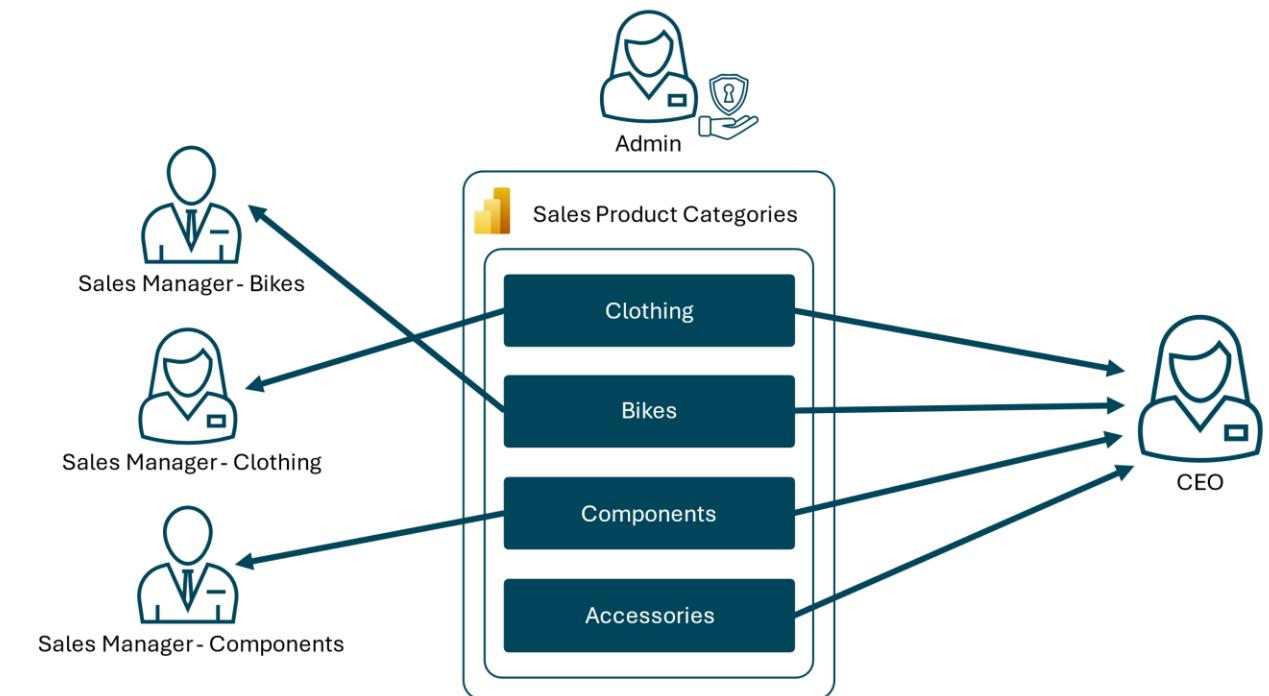 Admin
Sales Product Categories
Sales Manager - Bikes
Clothing
Bikes
Sales Manager - Clothing
CEO
Components
Accessories
Sales Manager - Components